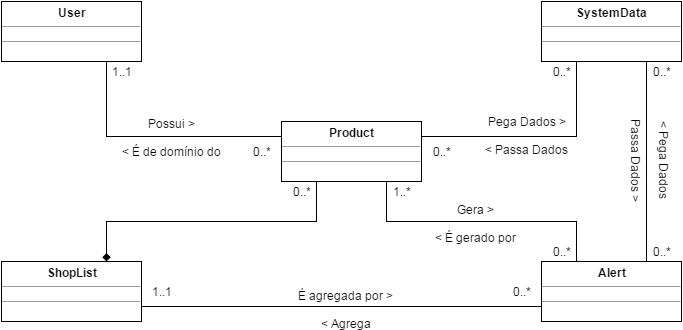 User
SystemData
1..1
0..*
0..*
Possui >
Pega Dados >
Product
< É de domínio do
0..*
0..*
< Passa Dados
Passa Dados >
< Pega Dados
0..*
1..*
Gera >
< É gerado por
0..*
0..*
ShopList
Alert
1..1
É agregada por >
0..*
< Agrega